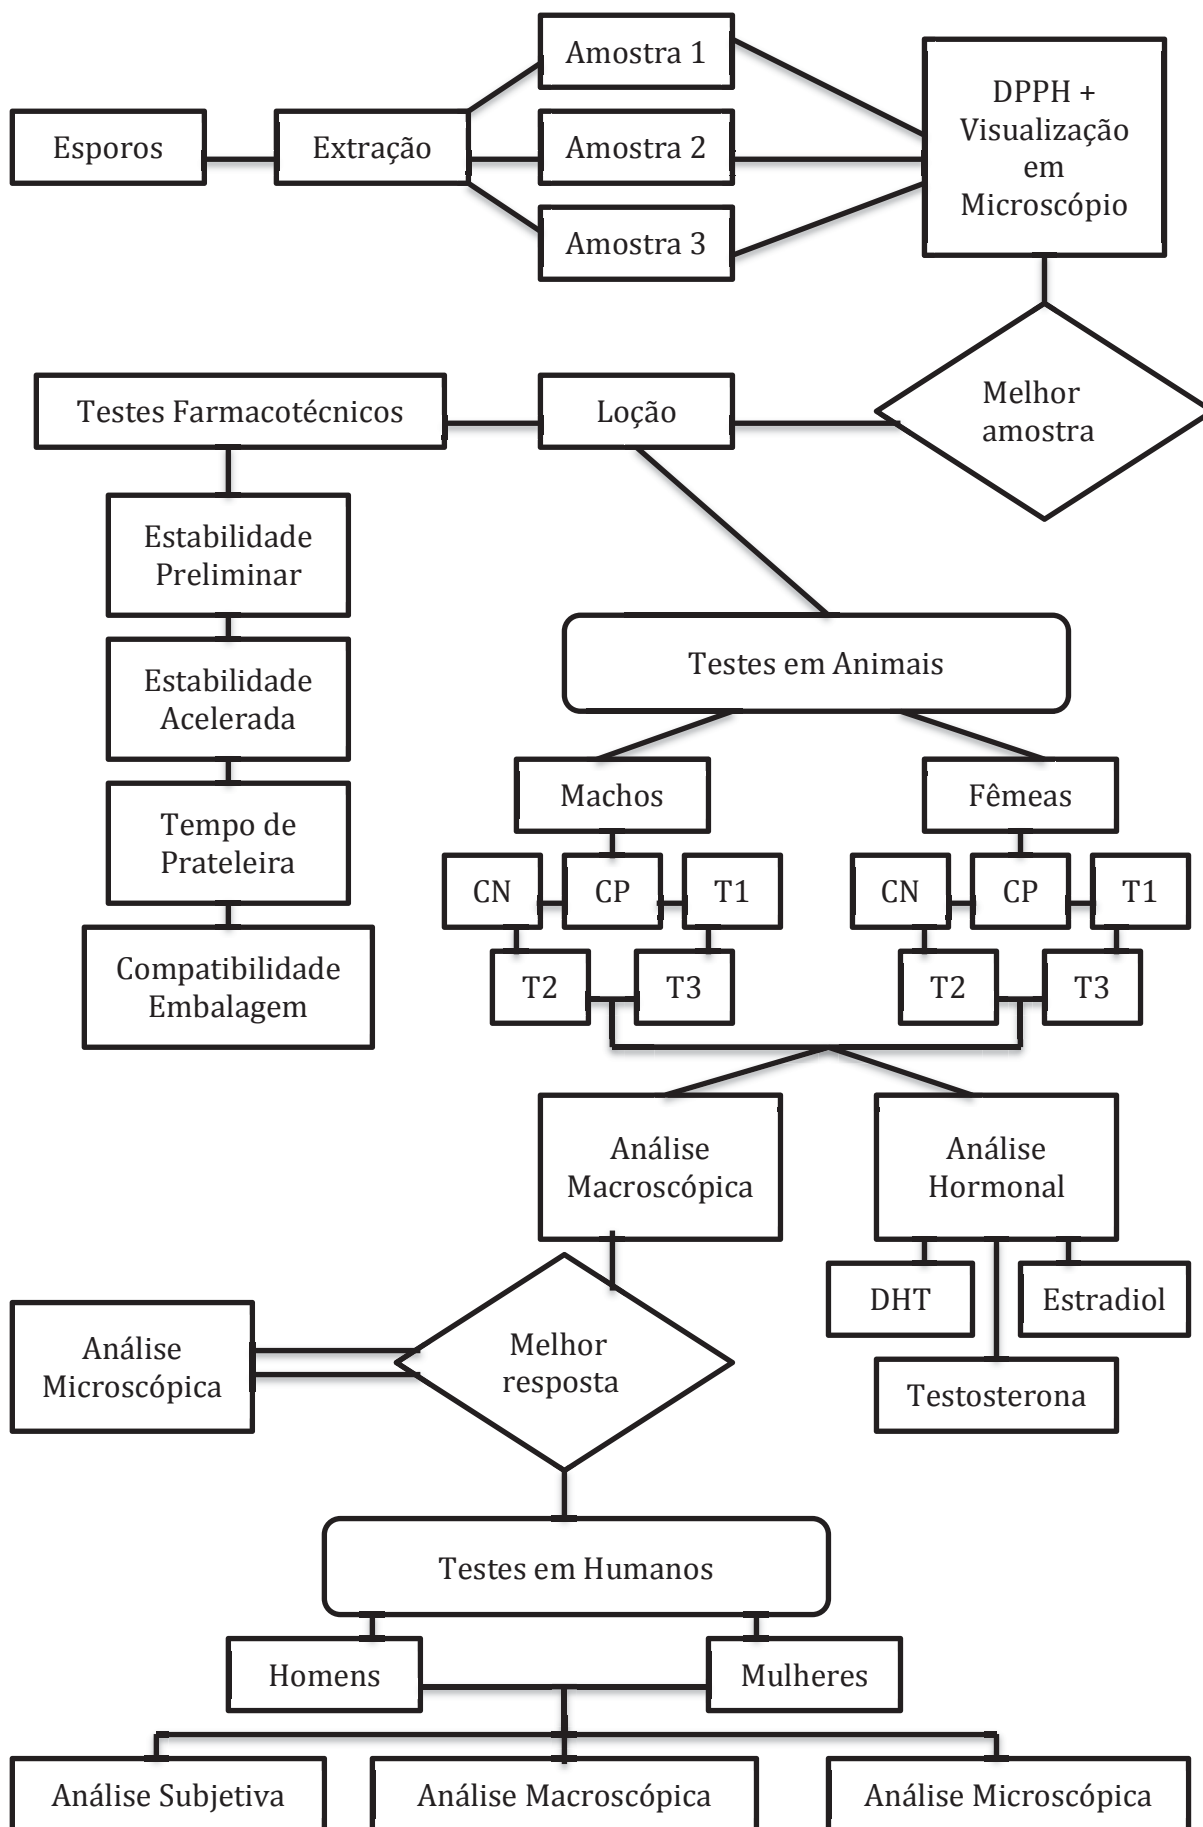 Esporos
Extração
Amostra 1
Amostra 2
Amostra 3
DPPH +
Visualização
em
Microscópio
Melhor
amostra
Loção
Testes Farmacotécnicos
Estabilidade
Preliminar
Estabilidade
Acelerada
Tempo de
Prateleira
Compatibilidade
Embalagem
Testes em Animais
Machos
Fêmeas
CN
CP
T1
T2
T3
CN
CP
T1
T2
T3
Análise
Macroscópica
Análise
Hormonal
DHT
Estradiol
Testosterona
Melhor
resposta
Análise
Microscópica
Testes em Humanos
Homens
Mulheres
Análise Subjetiva
Análise Macroscópica
Análise Microscópica